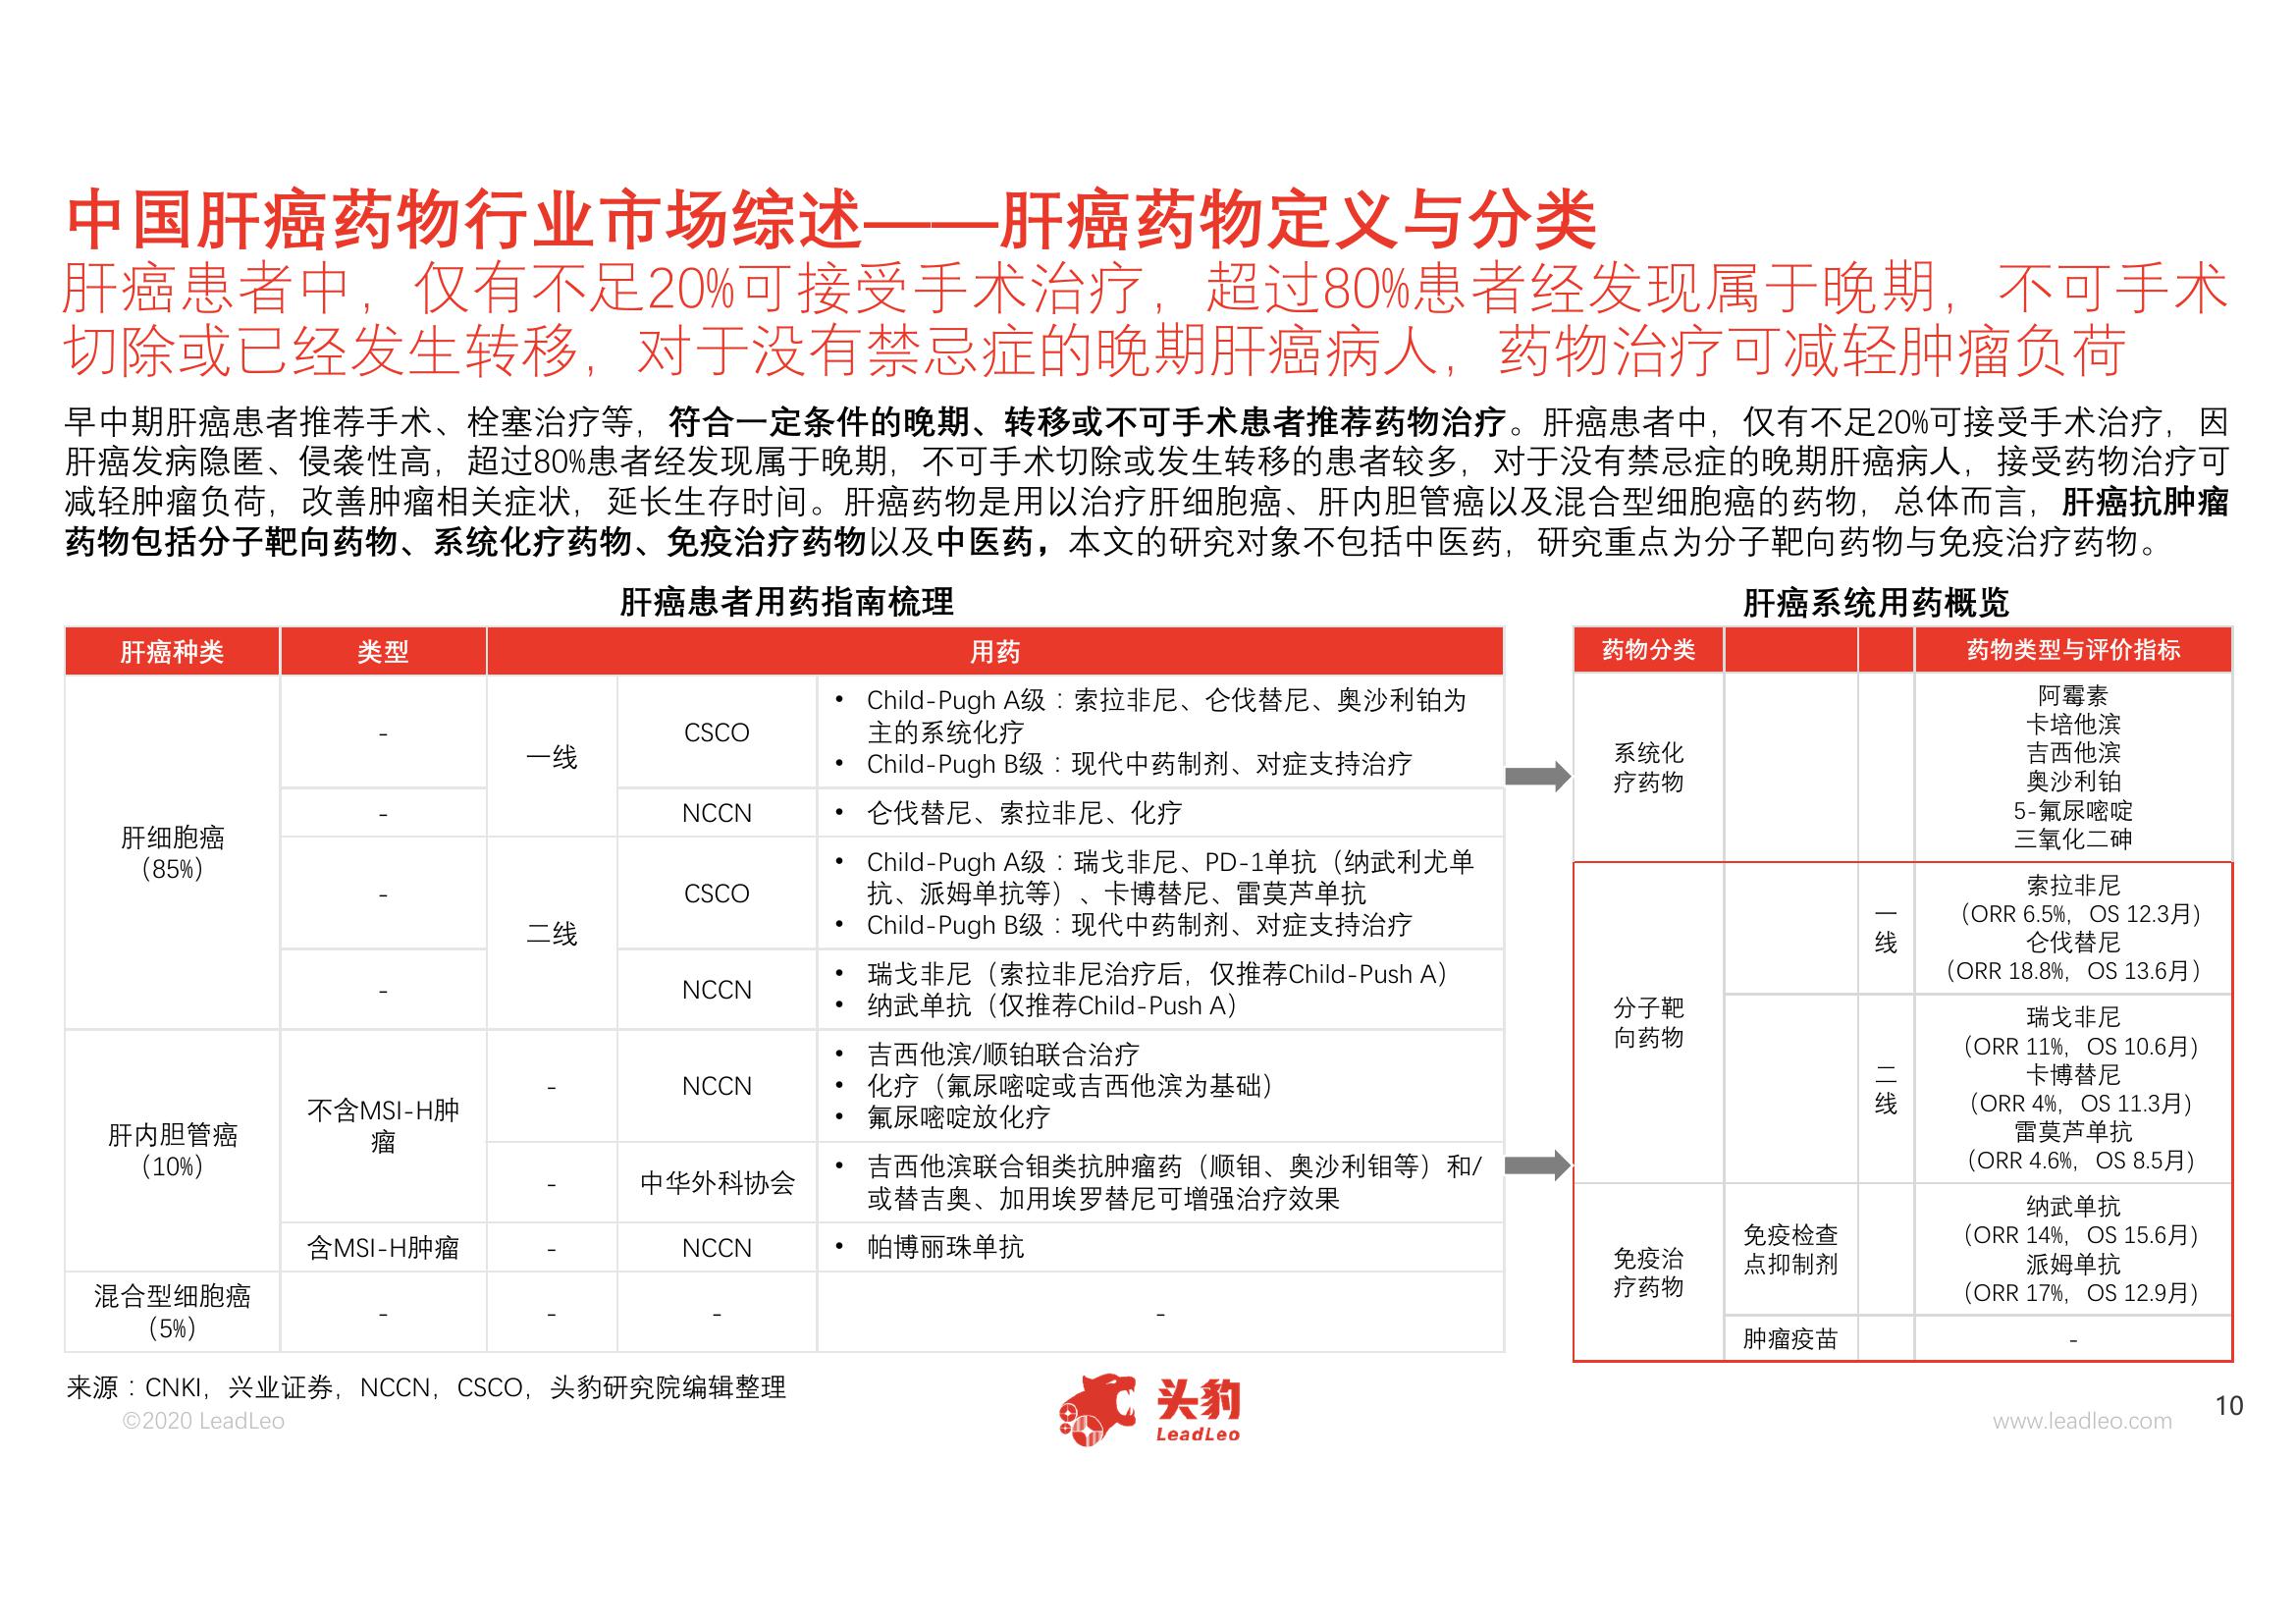 中国肝癌药物行业市场综述——肝癌药物定义与分类
肝癌患者中，仅有不足20%可接受手术治疗，超过80%患者经发现属于晚期，不可手术
切除或已经发生转移，对于没有禁忌症的晚期肝癌病人，药物治疗可减轻肿瘤负荷
早中期肝癌患者推荐手术、栓塞治疗等，符合一定条件的晚期、转移或不可手术患者推荐药物治疗。肝癌患者中，仅有不足20%可接受手术治疗，因
肝癌发病隐匿、侵袭性高，超过80%患者经发现属于晚期，不可手术切除或发生转移的患者较多，对于没有禁忌症的晚期肝癌病人，接受药物治疗可
减轻肿瘤负荷，改善肿瘤相关症状，延长生存时间。肝癌药物是用以治疗肝细胞癌、肝内胆管癌以及混合型细胞癌的药物，总体而言，肝癌抗肿瘤
药物包括分子靶向药物、系统化疗药物、免疫治疗药物以及中医药，本文的研究对象不包括中医药，研究重点为分子靶向药物与免疫治疗药物。
肝癌患者用药指南梳理
肝癌种类 类型 用药
肝细胞癌
（85%）
-
一线
CSCO
• Child-Pugh A级：索拉非尼、仑伐替尼、奥沙利铂为
主的系统化疗
• Child-Pugh B级：现代中药制剂、对症支持治疗
-
NCCN
• 仑伐替尼、索拉非尼、化疗
-
二线
CSCO
• Child-Pugh A级：瑞戈非尼、PD-1单抗（纳武利尤单
抗、派姆单抗等）、卡博替尼、雷莫芦单抗
• Child-Pugh B级：现代中药制剂、对症支持治疗
-
NCCN
• 瑞戈非尼（索拉非尼治疗后，仅推荐Child-Push A）
• 纳武单抗（仅推荐Child-Push A）
肝内胆管癌
（10%）
不含MSI-H肿
瘤
-
NCCN
• 吉西他滨/顺铂联合治疗
• 化疗（氟尿嘧啶或吉西他滨为基础）
• 氟尿嘧啶放化疗
-
中华外科协会
• 吉西他滨联合钼类抗肿瘤药（顺钼、奥沙利钼等）和/
或替吉奥、加用埃罗替尼可增强治疗效果
含MSI-H肿瘤
-
NCCN
• 帕博丽珠单抗
混合型细胞癌
（5%）
-
-
-
-
肝癌系统用药概览
药物分类 药物类型与评价指标
系统化
疗药物
阿霉素
卡培他滨
吉西他滨
奥沙利铂
5-氟尿嘧啶
三氧化二砷
分子靶
向药物
一
线
索拉非尼
（ORR 6.5%，OS 12.3月)
仑伐替尼
（ORR 18.8%，OS 13.6月）
二
线
瑞戈非尼
（ORR 11%，OS 10.6月)
卡博替尼
（ORR 4%，OS 11.3月)
雷莫芦单抗
（ORR 4.6%，OS 8.5月)
免疫治
疗药物
免疫检查
点抑制剂
纳武单抗
（ORR 14%，OS 15.6月)
派姆单抗
（ORR 17%，OS 12.9月)
肿瘤疫苗
-
来源：CNKI，兴业证券，NCCN，CSCO，头豹研究院编辑整理
©2020 LeadLeo
头豹
LeadLeo
www.leadleo.com
10